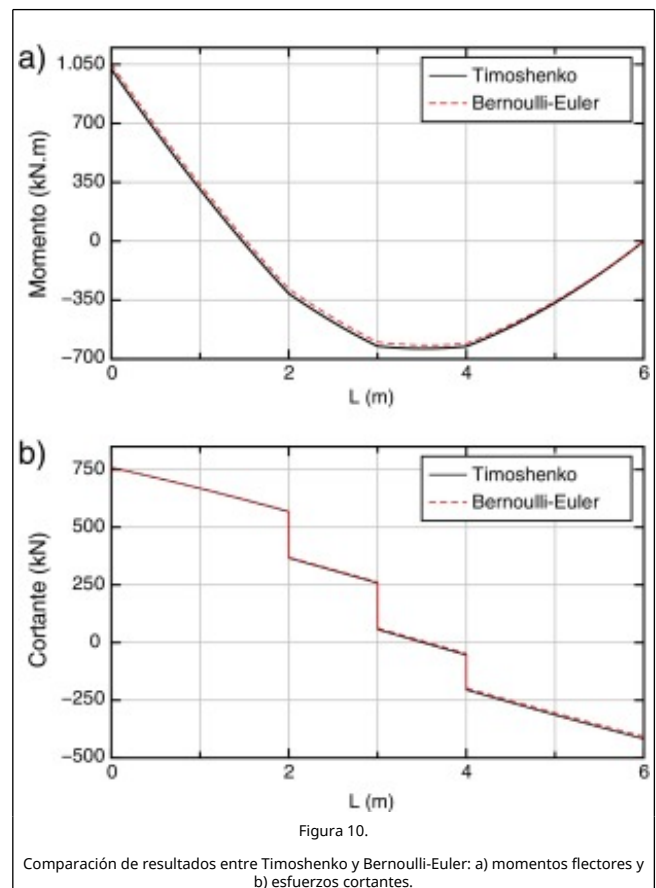 a)
1.050
700
350
0
−350
−700
Momento (kN.m)
Timoshenko
Bernoulli-Euler
0
2
4
6
L (m)
b)
750
500
250
0
−250
−500
Cortante (kN)
Timoshenko
Bernoulli-Euler
0
2
4
6
L (m)
Figura 10.
Comparación de resultados entre Timoshenko y Bernoulli-Euler: a) momentos flectores y
b) esfuerzos cortantes.